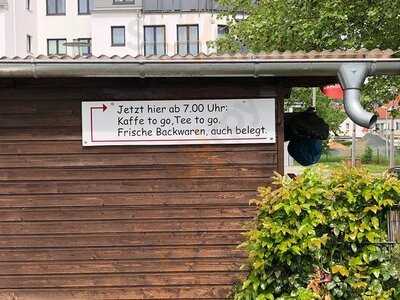 Jetzt hier ab 7.00 Uhr:
Kaffe to go,Tee to go.
Frische Backwaren, auch belegt.